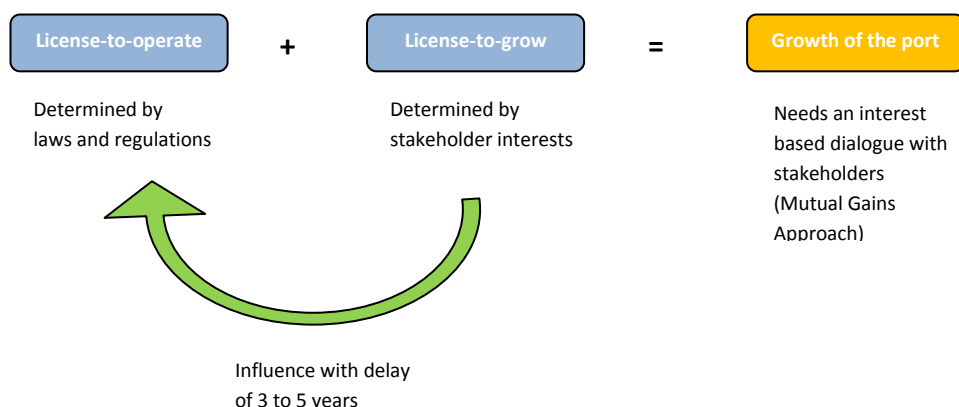 License-to-operate
+
License-to-grow
=
Growth of the port
Determined by
laws and regulations
Determined by
stakeholder interests
Needs an interest
based dialogue with
stakeholders
(Mutual Gains
Approach)
Influence with delay
of 3 to 5 years